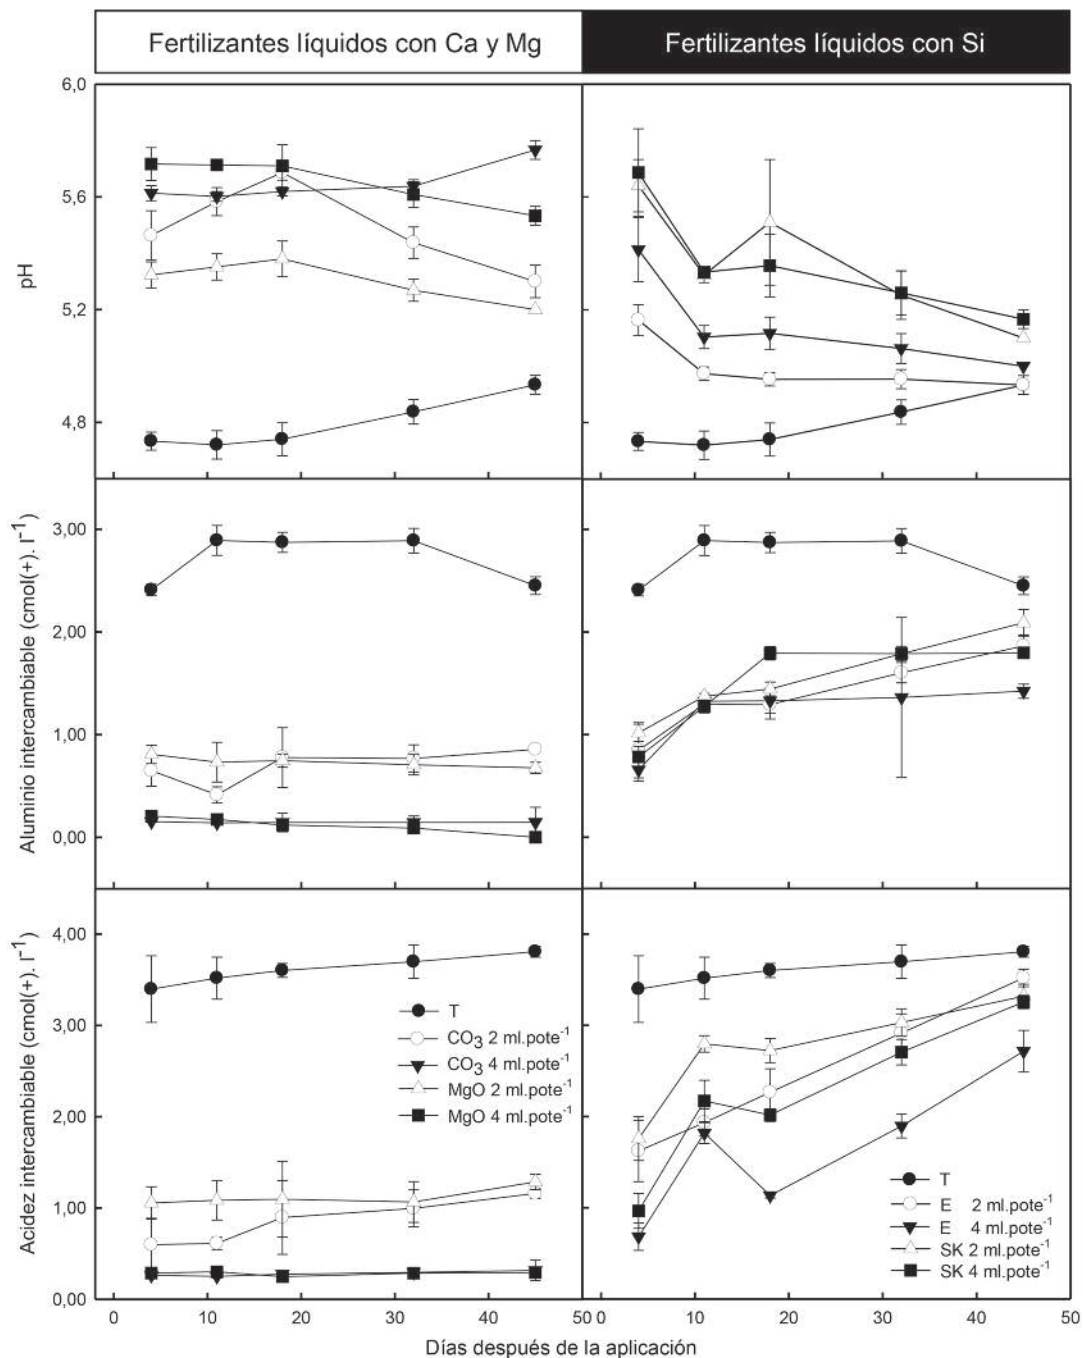 Fertilizantes líquidos con Ca y Mg
Fertilizantes líquidos con Si
pH
6,0
5,6
5,2
4,8
Aluminio intercambiable (cmol(+). l⁻¹)
3,00
2,00
1,00
0,00
Acidez intercambiable (cmol(+). l⁻¹)
4,00
3,00
2,00
1,00
0,00
T
CO₃ 2 ml.pote⁻¹
CO₃ 4 ml.pote⁻¹
MgO 2 ml.pote⁻¹
MgO 4 ml.pote⁻¹
T
E 2 ml.pote⁻¹
E 4 ml.pote⁻¹
SK 2 ml.pote⁻¹
SK 4 ml.pote⁻¹
0 10 20 30 40 50 0 10 20 30 40 50
Días después de la aplicación